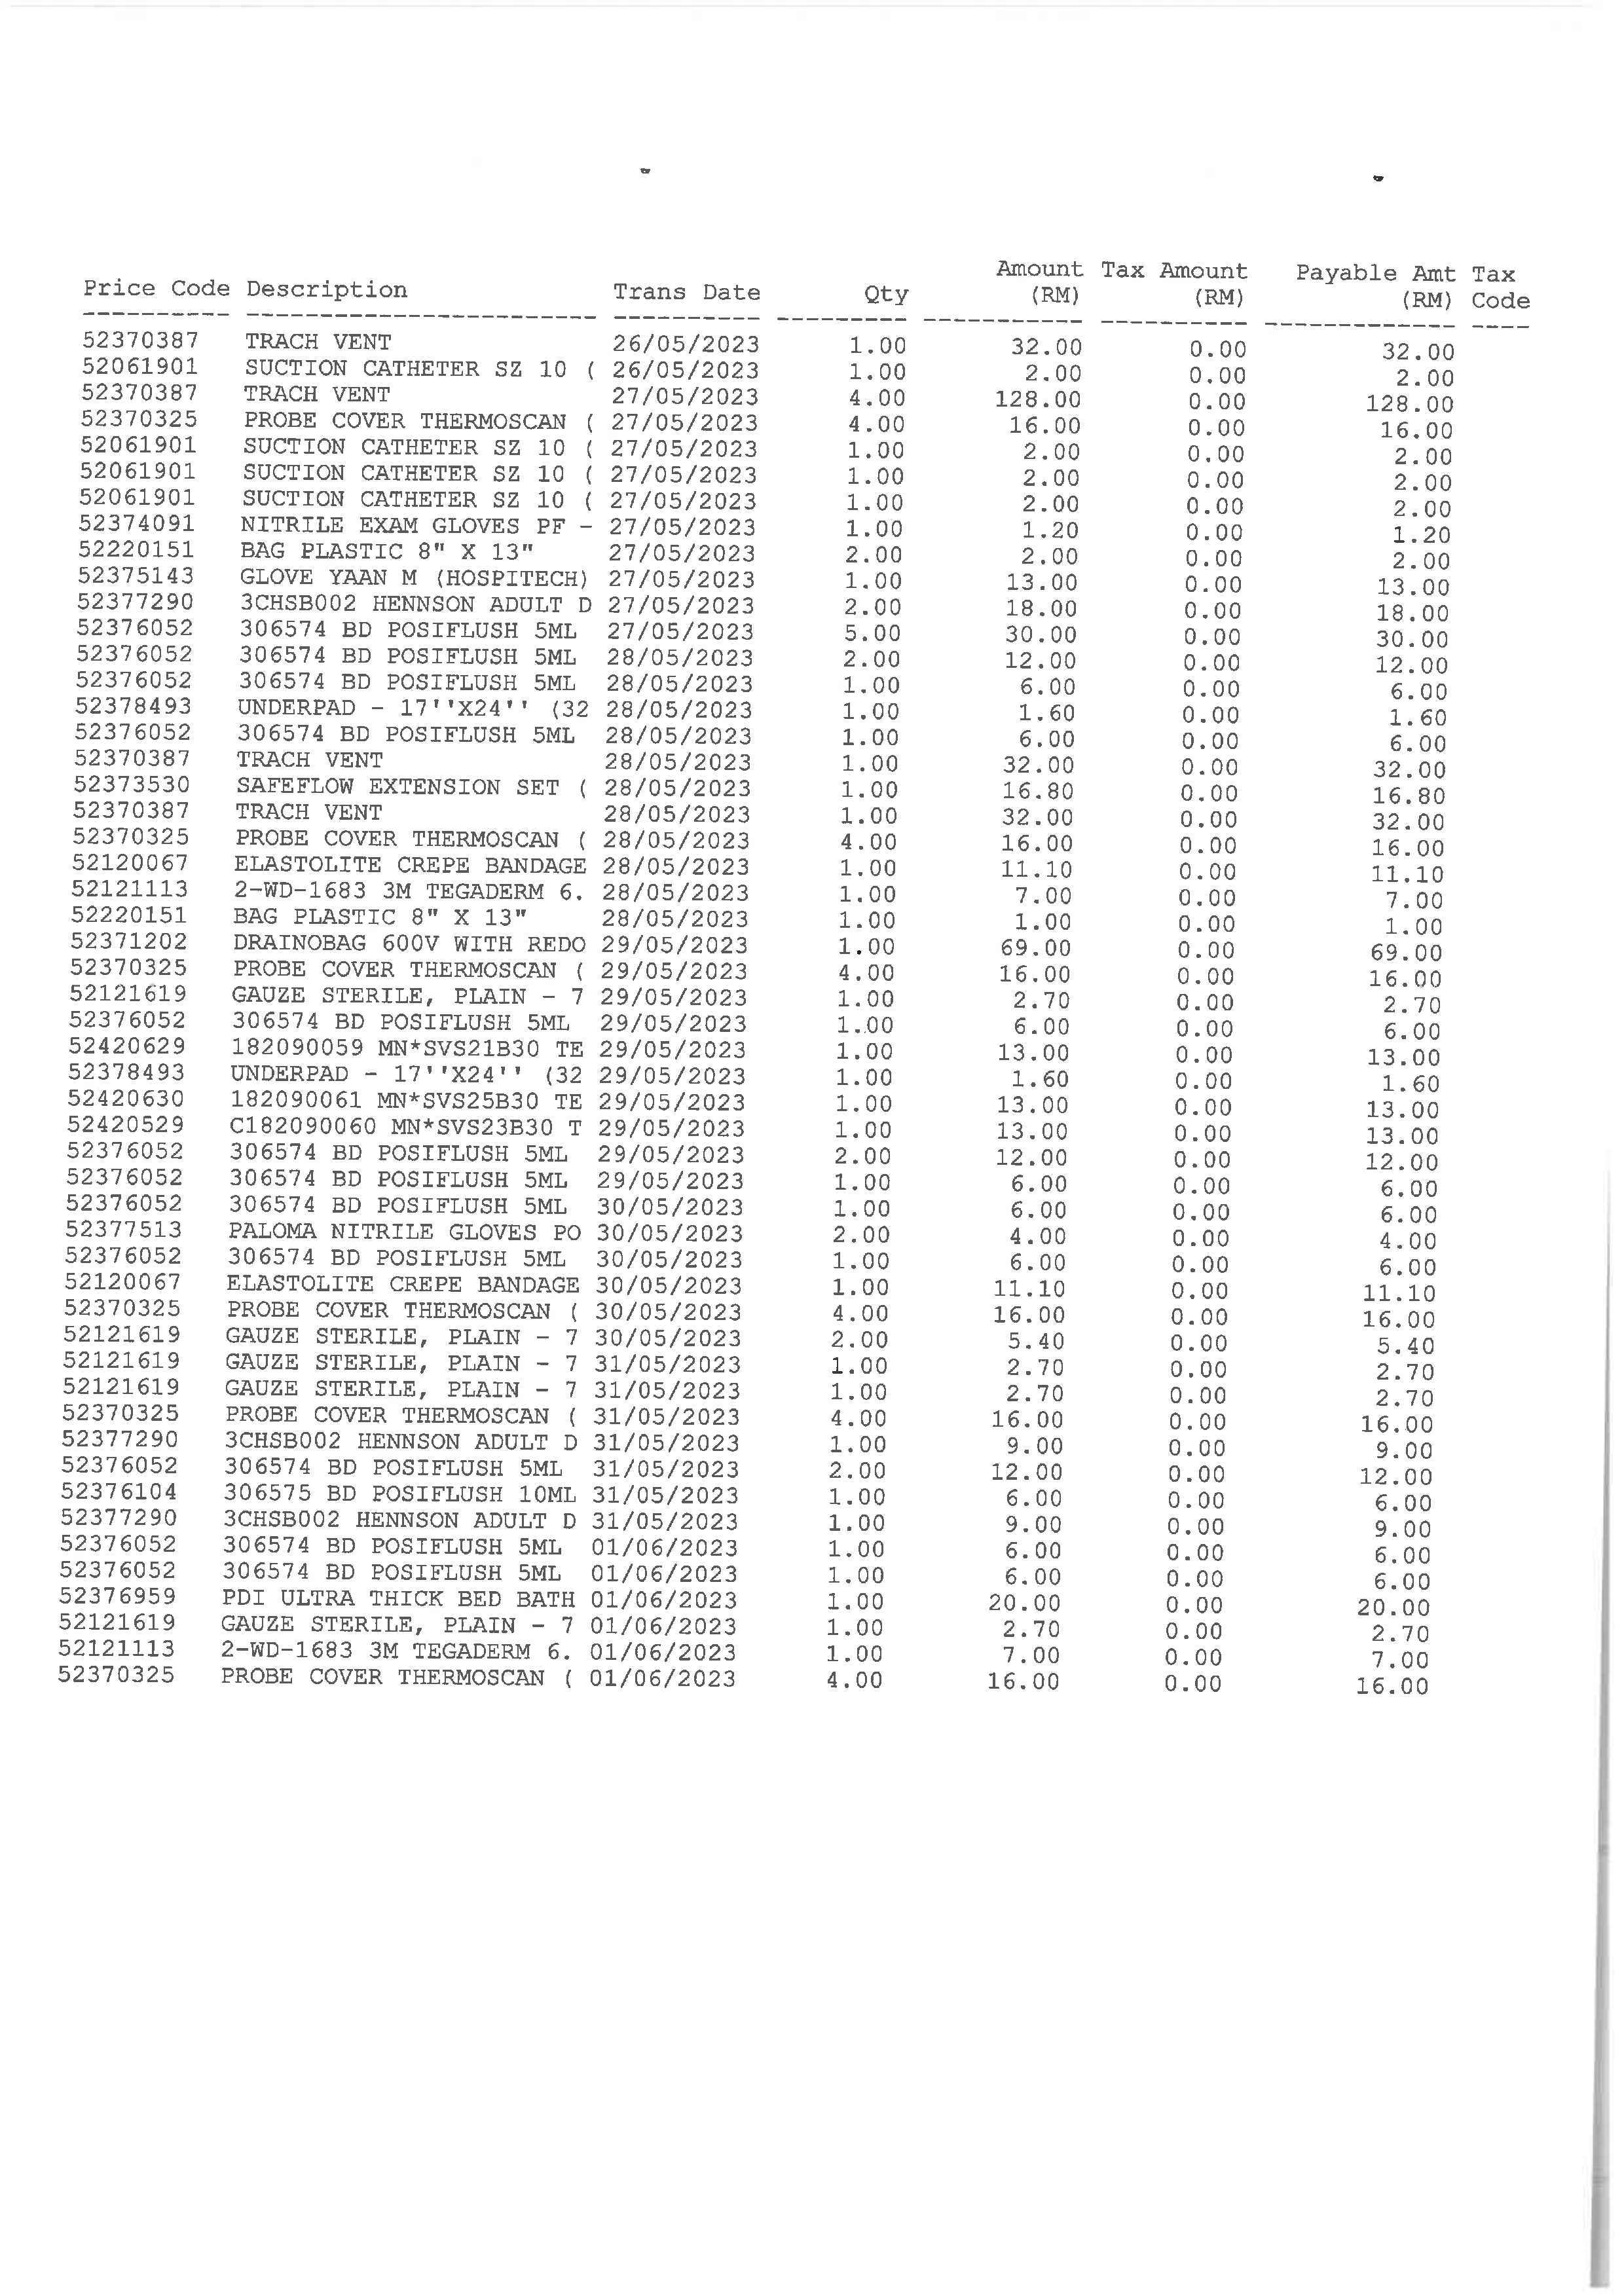 Amount Tax Amount Payable Amt Tax
Price Code Description Trans Date Qty (RM) (RM) (RM) Code
---------- ------------------------ ---------- --------- ----------- ---------- ------------- ----
52370387 TRACH VENT 26/05/2023 1.00 32.00 0.00 32.00
52061901 SUCTION CATHETER SZ 10 ( 26/05/2023 1.00 2.00 0.00 2.00
52370387 TRACH VENT 27/05/2023 4.00 128.00 0.00 128.00
52370325 PROBE COVER THERMOSCAN ( 27/05/2023 4.00 16.00 0.00 16.00
52061901 SUCTION CATHETER SZ 10 ( 27/05/2023 1.00 2.00 0.00 2.00
52061901 SUCTION CATHETER SZ 10 ( 27/05/2023 1.00 2.00 0.00 2.00
52061901 SUCTION CATHETER SZ 10 ( 27/05/2023 1.00 2.00 0.00 2.00
52374091 NITRILE EXAM GLOVES PF - 27/05/2023 1.00 1.20 0.00 1.20
52220151 BAG PLASTIC 8" X 13" 27/05/2023 2.00 2.00 0.00 2.00
52375143 GLOVE YAAN M (HOSPITECH) 27/05/2023 1.00 13.00 0.00 13.00
52377290 3CHSB002 HENNSON ADULT D 27/05/2023 2.00 18.00 0.00 18.00
52376052 306574 BD POSIFLUSH 5ML 27/05/2023 5.00 30.00 0.00 30.00
52376052 306574 BD POSIFLUSH 5ML 28/05/2023 2.00 12.00 0.00 12.00
52376052 306574 BD POSIFLUSH 5ML 28/05/2023 1.00 6.00 0.00 6.00
52378493 UNDERPAD - 17''X24'' (32 28/05/2023 1.00 1.60 0.00 1.60
52376052 306574 BD POSIFLUSH 5ML 28/05/2023 1.00 6.00 0.00 6.00
52370387 TRACH VENT 28/05/2023 1.00 32.00 0.00 32.00
52373530 SAFEFLOW EXTENSION SET ( 28/05/2023 1.00 16.80 0.00 16.80
52370387 TRACH VENT 28/05/2023 1.00 32.00 0.00 32.00
52370325 PROBE COVER THERMOSCAN ( 28/05/2023 4.00 16.00 0.00 16.00
52120067 ELASTOLITE CREPE BANDAGE 28/05/2023 1.00 11.10 0.00 11.10
52121113 2-WD-1683 3M TEGADERM 6. 28/05/2023 1.00 7.00 0.00 7.00
52220151 BAG PLASTIC 8" X 13" 28/05/2023 1.00 1.00 0.00 1.00
52371202 DRAINOBAG 600V WITH REDO 29/05/2023 1.00 69.00 0.00 69.00
52370325 PROBE COVER THERMOSCAN ( 29/05/2023 4.00 16.00 0.00 16.00
52121619 GAUZE STERILE, PLAIN - 7 29/05/2023 1.00 2.70 0.00 2.70
52376052 306574 BD POSIFLUSH 5ML 29/05/2023 1.00 6.00 0.00 6.00
52420629 182090059 MN*SVS21B30 TE 29/05/2023 1.00 13.00 0.00 13.00
52378493 UNDERPAD - 17''X24'' (32 29/05/2023 1.00 1.60 0.00 1.60
52420630 182090061 MN*SVS25B30 TE 29/05/2023 1.00 13.00 0.00 13.00
52420529 C182090060 MN*SVS23B30 T 29/05/2023 1.00 13.00 0.00 13.00
52376052 306574 BD POSIFLUSH 5ML 29/05/2023 2.00 12.00 0.00 12.00
52376052 306574 BD POSIFLUSH 5ML 29/05/2023 1.00 6.00 0.00 6.00
52376052 306574 BD POSIFLUSH 5ML 30/05/2023 1.00 6.00 0.00 6.00
52377513 PALOMA NITRILE GLOVES PO 30/05/2023 2.00 4.00 0.00 4.00
52376052 306574 BD POSIFLUSH 5ML 30/05/2023 1.00 6.00 0.00 6.00
52120067 ELASTOLITE CREPE BANDAGE 30/05/2023 1.00 11.10 0.00 11.10
52370325 PROBE COVER THERMOSCAN ( 30/05/2023 4.00 16.00 0.00 16.00
52121619 GAUZE STERILE, PLAIN - 7 30/05/2023 2.00 5.40 0.00 5.40
52121619 GAUZE STERILE, PLAIN - 7 31/05/2023 1.00 2.70 0.00 2.70
52121619 GAUZE STERILE, PLAIN - 7 31/05/2023 1.00 2.70 0.00 2.70
52370325 PROBE COVER THERMOSCAN ( 31/05/2023 4.00 16.00 0.00 16.00
52377290 3CHSB002 HENNSON ADULT D 31/05/2023 1.00 9.00 0.00 9.00
52376052 306574 BD POSIFLUSH 5ML 31/05/2023 2.00 12.00 0.00 12.00
52376104 306575 BD POSIFLUSH 10ML 31/05/2023 1.00 6.00 0.00 6.00
52377290 3CHSB002 HENNSON ADULT D 31/05/2023 1.00 9.00 0.00 9.00
52376052 306574 BD POSIFLUSH 5ML 01/06/2023 1.00 6.00 0.00 6.00
52376052 306574 BD POSIFLUSH 5ML 01/06/2023 1.00 6.00 0.00 6.00
52376959 PDI ULTRA THICK BED BATH 01/06/2023 1.00 20.00 0.00 20.00
52121619 GAUZE STERILE, PLAIN - 7 01/06/2023 1.00 2.70 0.00 2.70
52121113 2-WD-1683 3M TEGADERM 6. 01/06/2023 1.00 7.00 0.00 7.00
52370325 PROBE COVER THERMOSCAN ( 01/06/2023 4.00 16.00 0.00 16.00